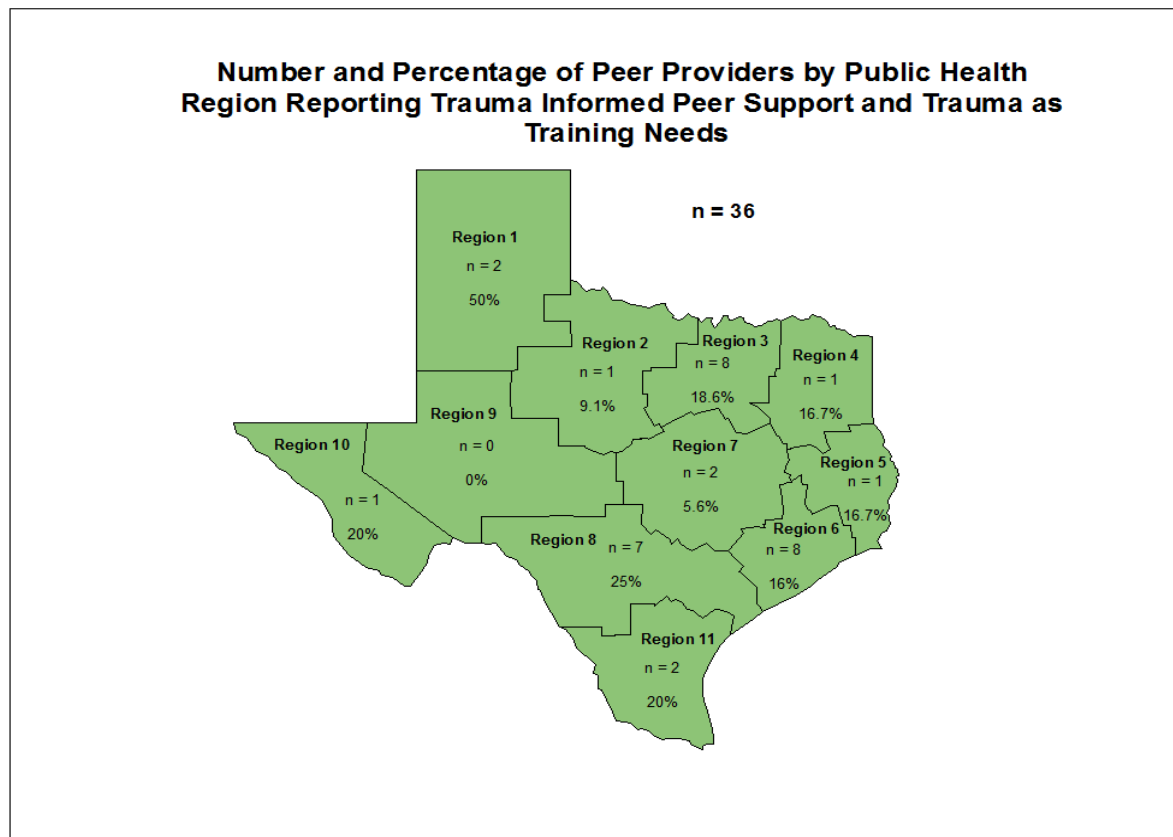 Number and Percentage of Peer Providers by Public Health
Region Reporting Trauma Informed Peer Support and Trauma as
Training Needs
n = 36
Region 1
n = 2
50%
Region 2
n = 1
9.1%
Region 3
n = 8
18.6%
Region 4
n = 1
16.7%
Region 9
n = 0
0%
Region 10
n = 1
20%
Region 7
n = 2
5.6%
Region 5
n = 1
16.7%
Region 8
n = 7
25%
Region 6
n = 8
16%
Region 11
n = 2
20%